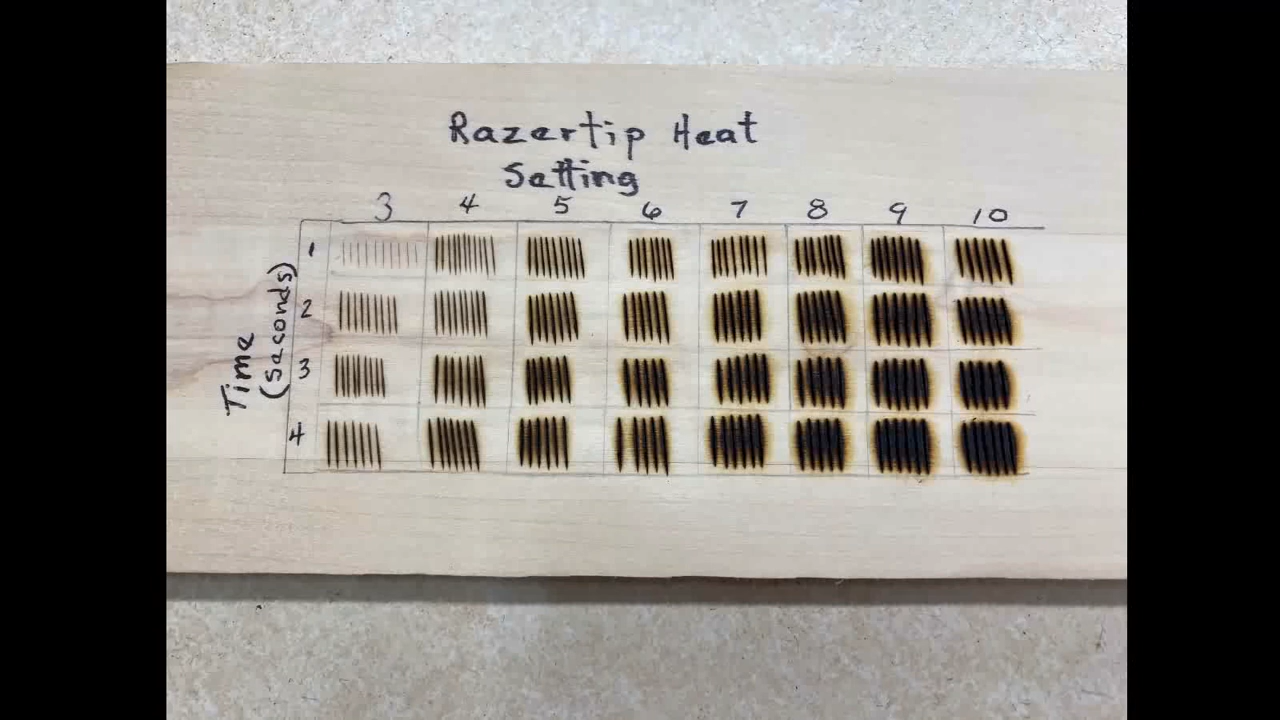 Razertip Heat
Setting
3 4 5 6 7 8 9 10
Time
(Seconds)
1
2
3
4